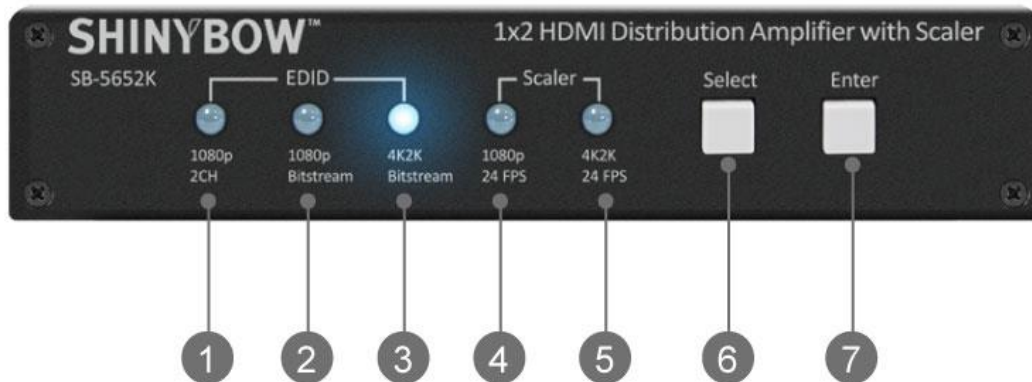 SHINYBOW™ 1x2 HDMI Distribution Amplifier with Scaler
SB-5652K EDID Scaler Select Enter
1080p 1080p 4K2K 1080p 4K2K
2CH Bitstream Bitstream 24 FPS 24 FPS
1 2 3 4 5 6 7